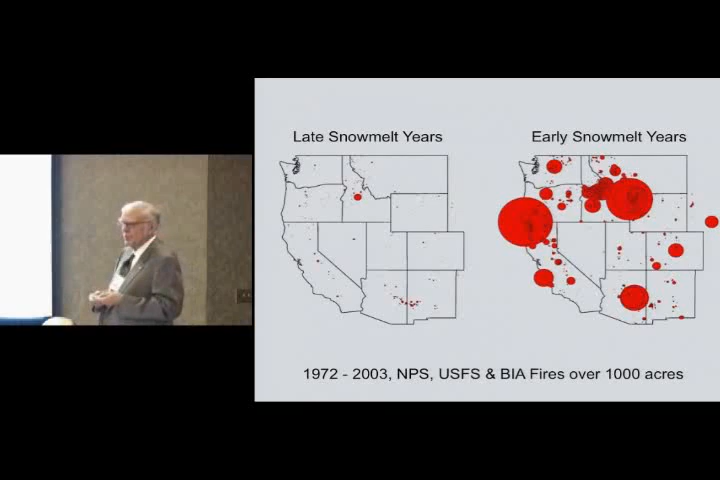 Late Snowmelt Years
Early Snowmelt Years
1972 - 2003, NPS, USFS & BIA Fires over 1000 acres